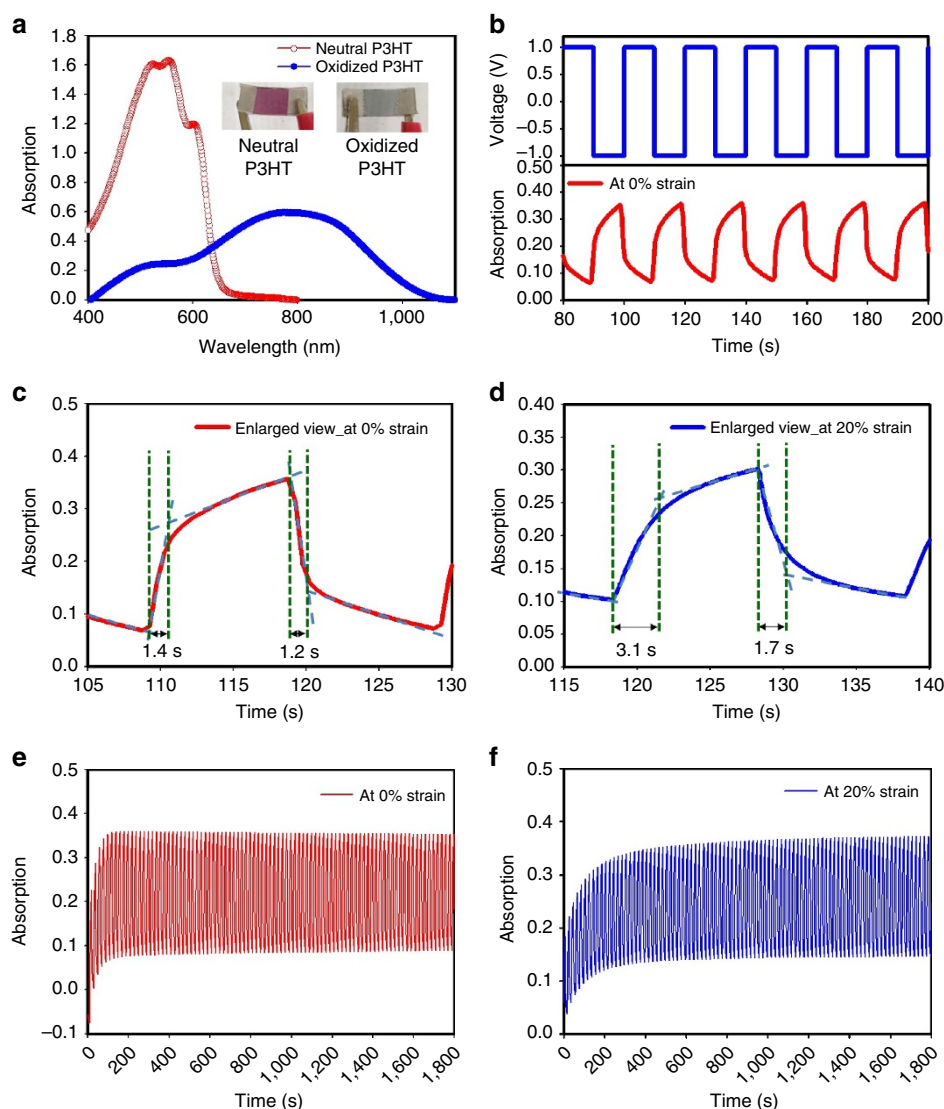 a
1.8
1.6
1.4
1.2
1.0
0.8
0.6
0.4
0.2
0.0
Absorption
Neutral P3HT
Oxidized P3HT
Neutral
P3HT
Oxidized
P3HT
400
600
800
1,000
Wavelength (nm)
b
1.0
0.5
0.0
–0.5
–1.0
Voltage (V)
0.50
0.30
0.20
0.10
0.00
Absorption
At 0% strain
80
100
120
140
160
180
200
Time (s)
c
0.5
0.4
0.3
0.2
0.1
0.0
Absorption
Enlarged view_at 0% strain
1.4 s
1.2 s
105
110
115
120
125
130
Time (s)
d
0.40
0.35
0.30
0.25
0.20
0.15
0.10
0.05
0.00
Absorption
Enlarged view_at 20% strain
3.1 s
1.7 s
115
120
125
130
135
140
Time (s)
e
0.5
0.4
0.3
0.2
0.1
0.0
–0.1
Absorption
At 0% strain
0
200
400
600
800
1,000
1,200
1,400
1,600
1,800
Time (s)
f
0.5
0.4
0.3
0.2
0.1
0.0
Absorption
At 20% strain
0
200
400
600
800
1,000
1,200
1,400
1,600
1,800
Time (s)